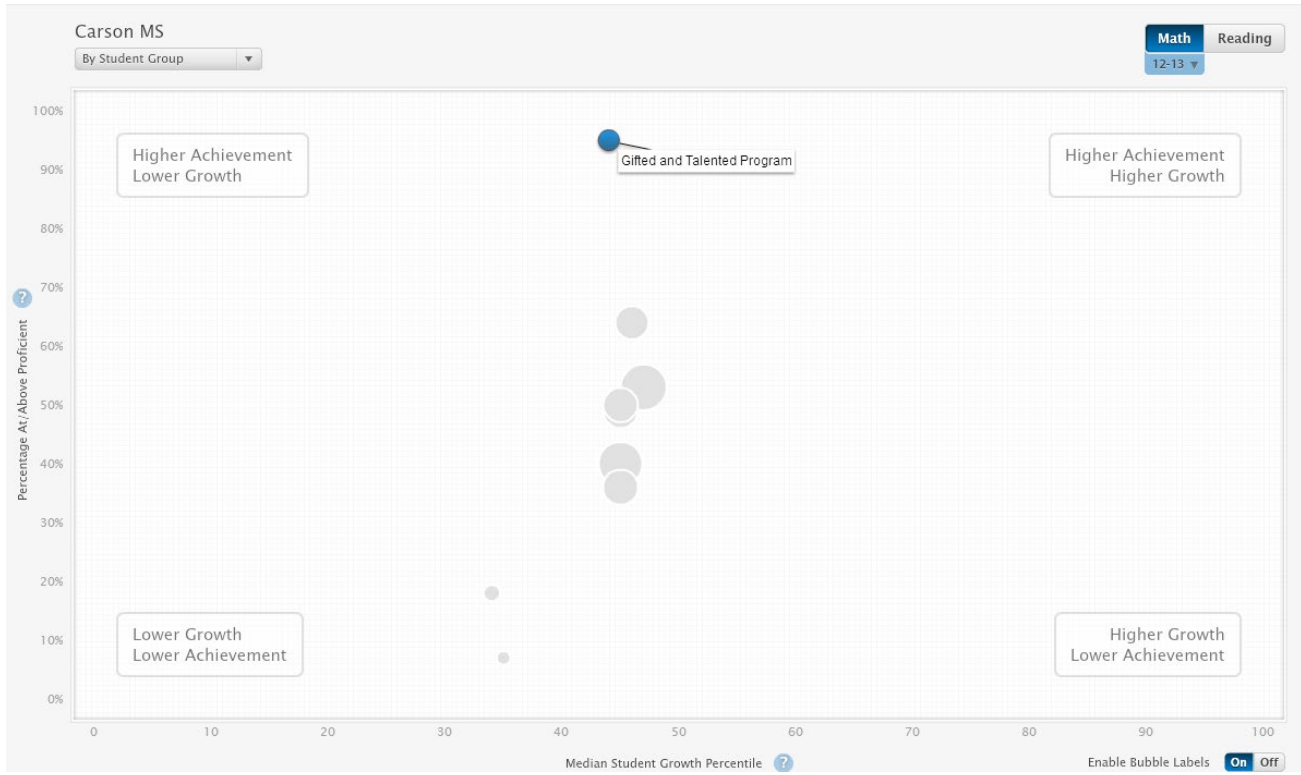 Carson MS
By Student Group
Math
Reading
12-13
100%
90%
80%
70%
60%
50%
40%
30%
20%
10%
0%
?
Percentage At/Above Proficient
Higher Achievement
Lower Growth
Gifted and Talented Program
Higher Achievement
Higher Growth
Lower Growth
Lower Achievement
Higher Growth
Lower Achievement
0 10 20 30 40 50 60 70 80 90 100
Median Student Growth Percentile ?
Enable Bubble Labels On Off